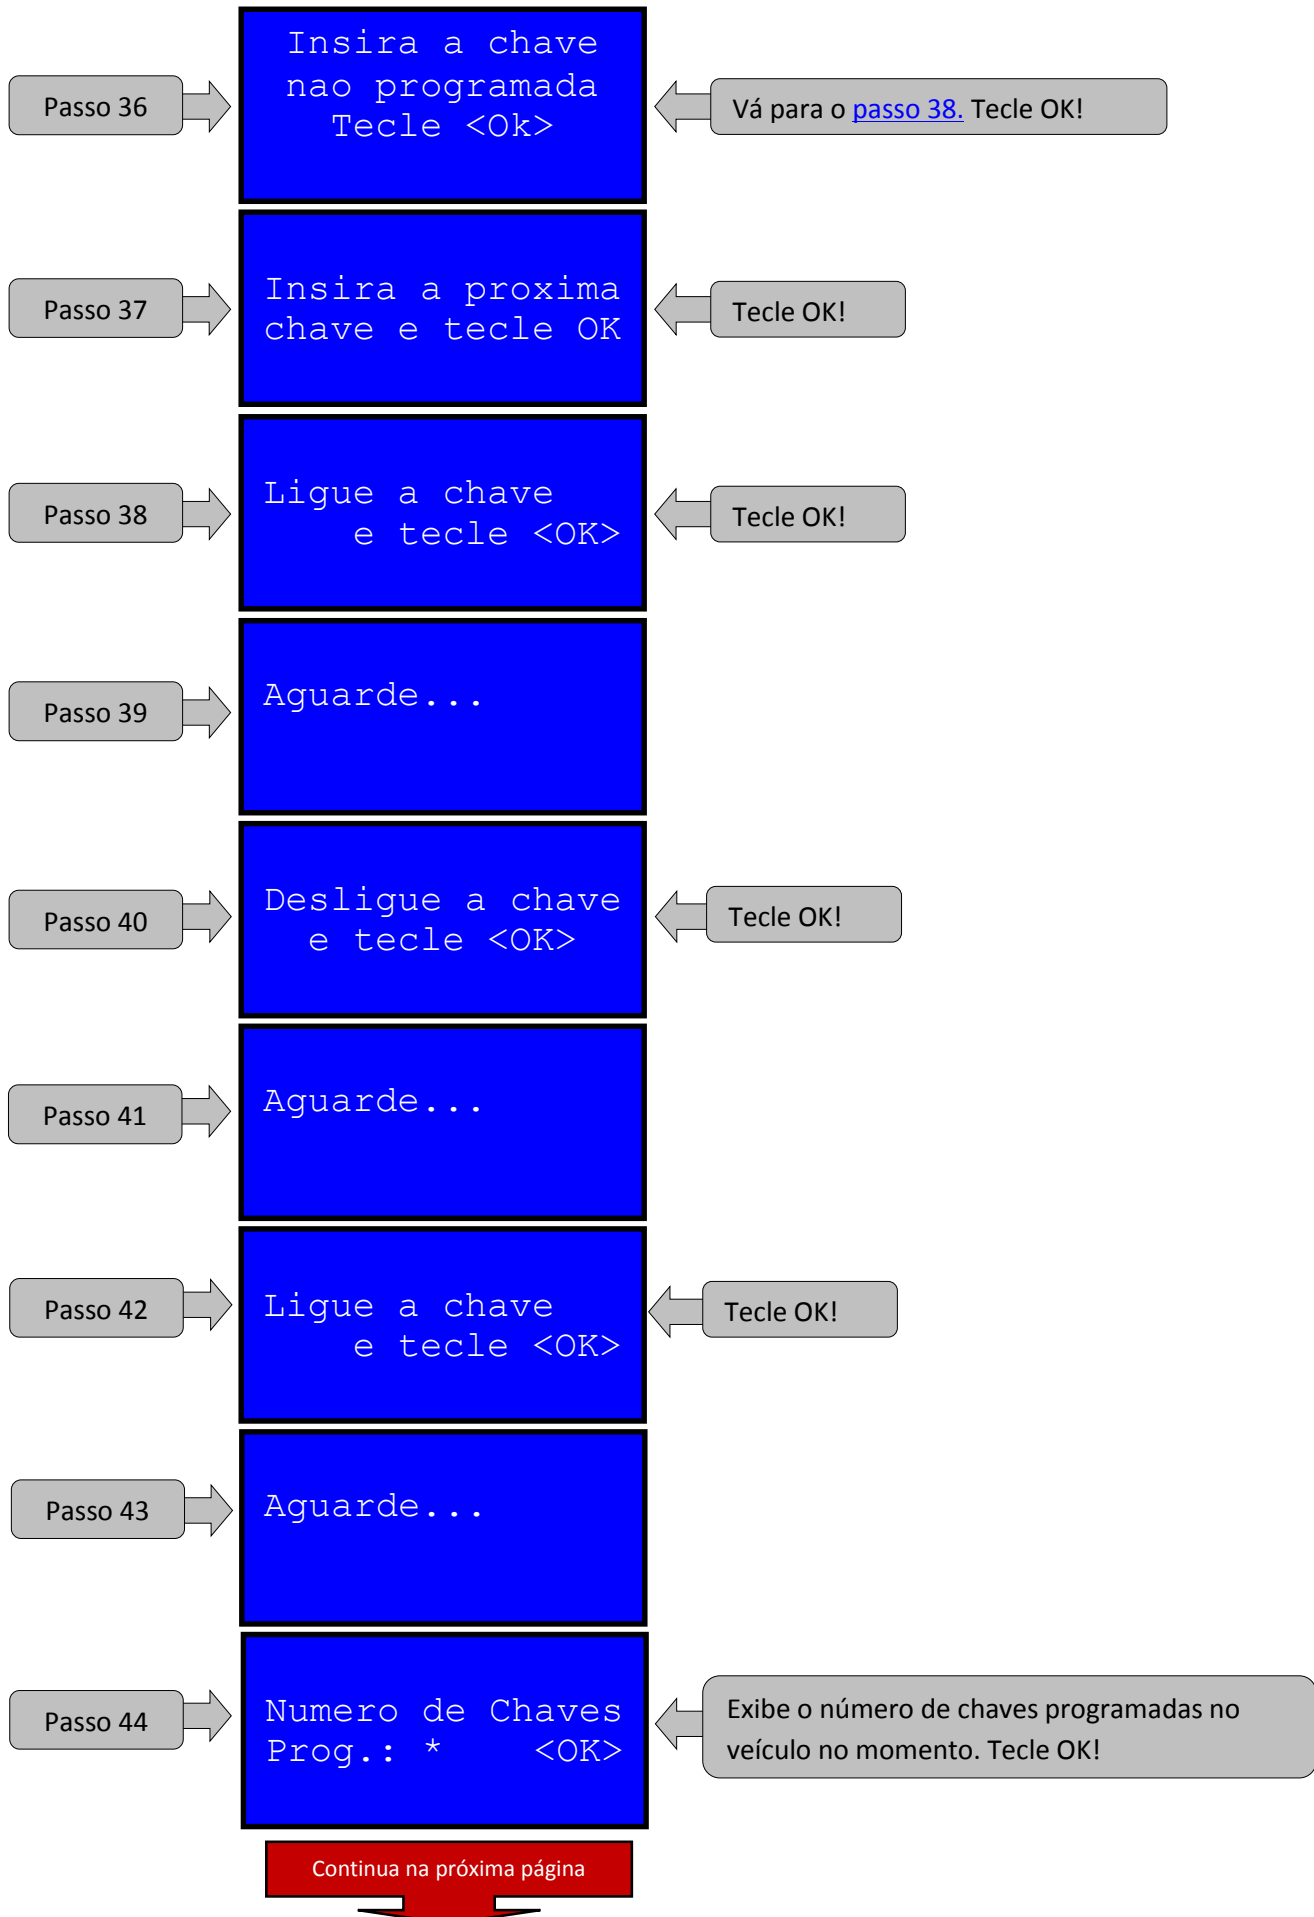 Passo 36
Insira a chave
nao programada
Tecle <Ok>
Vá para o passo 38. Tecle OK!
Passo 37
Insira a proxima
chave e tecle OK
Tecle OK!
Passo 38
Ligue a chave
e tecle <OK>
Tecle OK!
Passo 39
Aguarde...
Passo 40
Desligue a chave
e tecle <OK>
Tecle OK!
Passo 41
Aguarde...
Passo 42
Ligue a chave
e tecle <OK>
Tecle OK!
Passo 43
Aguarde...
Passo 44
Numero de Chaves
Prog.: * <OK>
Exibe o número de chaves programadas no
veículo no momento. Tecle OK!
Continua na próxima página